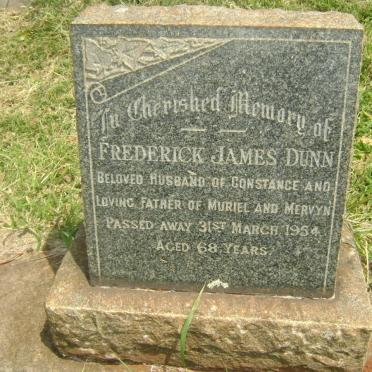 In Cherished Memory of
FREDERICK JAMES DUNN
BELOVED HUSBAND OF CONSTANCE AND
LOVING FATHER OF MURIEL AND MERVYN
PASSED AWAY 31ST MARCH 1954
AGED 68 YEARS.